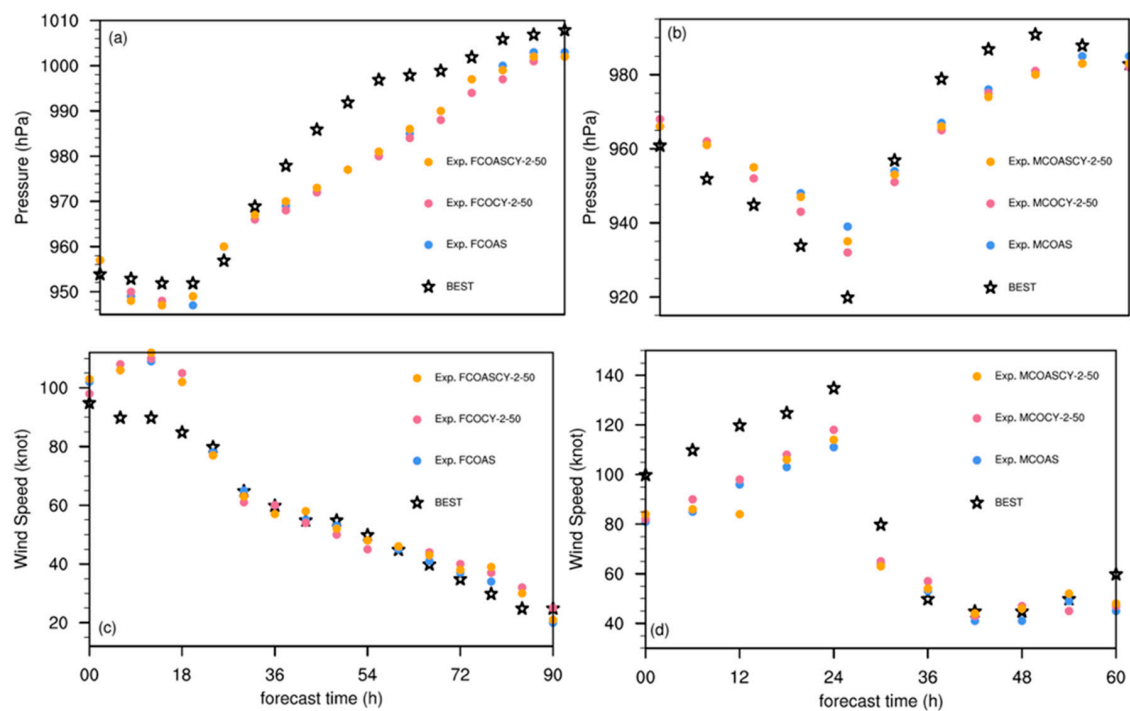 (a)
1010
1000
990
980
970
960
950
Pressure (hPa)
Exp. FCOASCY-2-50
Exp. FCOCY-2-50
Exp. FCOAS
BEST
(b)
980
960
940
920
Pressure (hPa)
Exp. MCOASCY-2-50
Exp. MCOCY-2-50
Exp. MCOAS
BEST
100
80
60
40
20
Wind Speed (knot)
Exp. FCOASCY-2-50
Exp. FCOCY-2-50
Exp. FCOAS
BEST
(c)
00 18 36 54 72 90
forecast time (h)
140
120
100
80
60
40
Wind Speed (knot)
Exp. MCOASCY-2-50
Exp. MCOCY-2-50
Exp. MCOAS
BEST
(d)
00 12 24 36 48 60
forecast time (h)